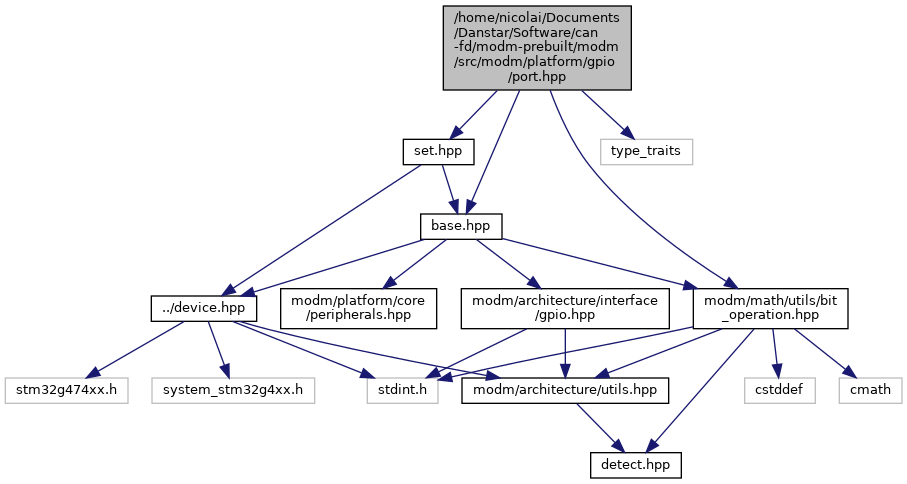 /home/nicolai/Documents
/Danstar/Software/can
-fd/modm-prebuilt/modm
/src/modm/platform/gpio
/port.hpp
set.hpp
type_traits
base.hpp
../device.hpp
modm/platform/core
/peripherals.hpp
modm/architecture/interface
/gpio.hpp
modm/math/utils/bit
_operation.hpp
stm32g474xx.h
system_stm32g4xx.h
stdint.h
modm/architecture/utils.hpp
cstddef
cmath
detect.hpp